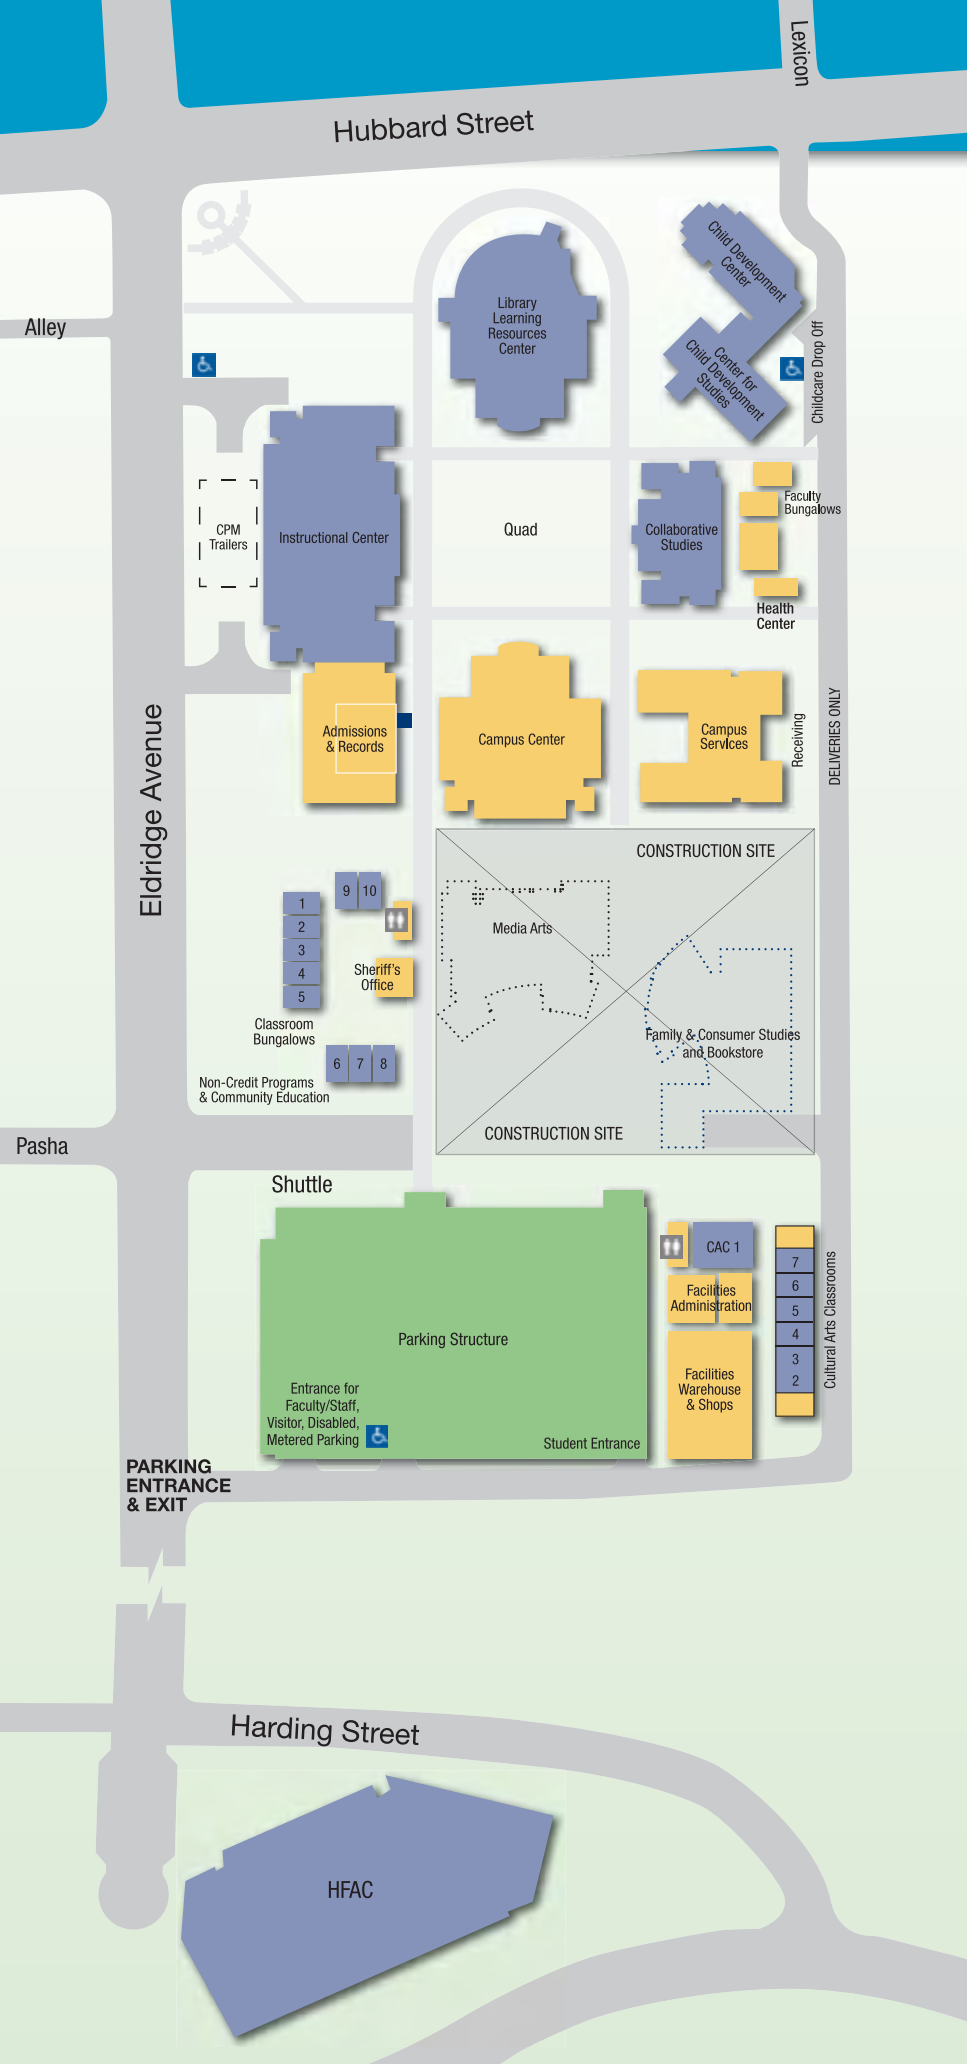 Lexicon
Hubbard Street
Child Development
Center
Library
Learning
Resources
Center
Alley
Center for
Child Development
Studies
Childcare Drop Off
Faculty
Bungalows
CPM
Trailers
Instructional Center
Quad
Collaborative
Studies
Health
Center
Eldridge Avenue
Admissions
& Records
Campus Center
Campus
Services
Receiving
DELIVERIES ONLY
CONSTRUCTION SITE
9
10
1
2
3
4
5
Media Arts
Sheriff's
Office
Classroom
Bungalows
Family & Consumer Studies
and Bookstore
6
7
8
Non-Credit Programs
& Community Education
CONSTRUCTION SITE
Pasha
Shuttle
CAC 1
7
6
5
4
3
2
Cultural Arts Classrooms
Facilities
Administration
Parking Structure
Facilities
Warehouse
& Shops
Entrance for
Faculty/Staff,
Visitor, Disabled,
Metered Parking
Student Entrance
PARKING
ENTRANCE
& EXIT
Harding Street
HFAC